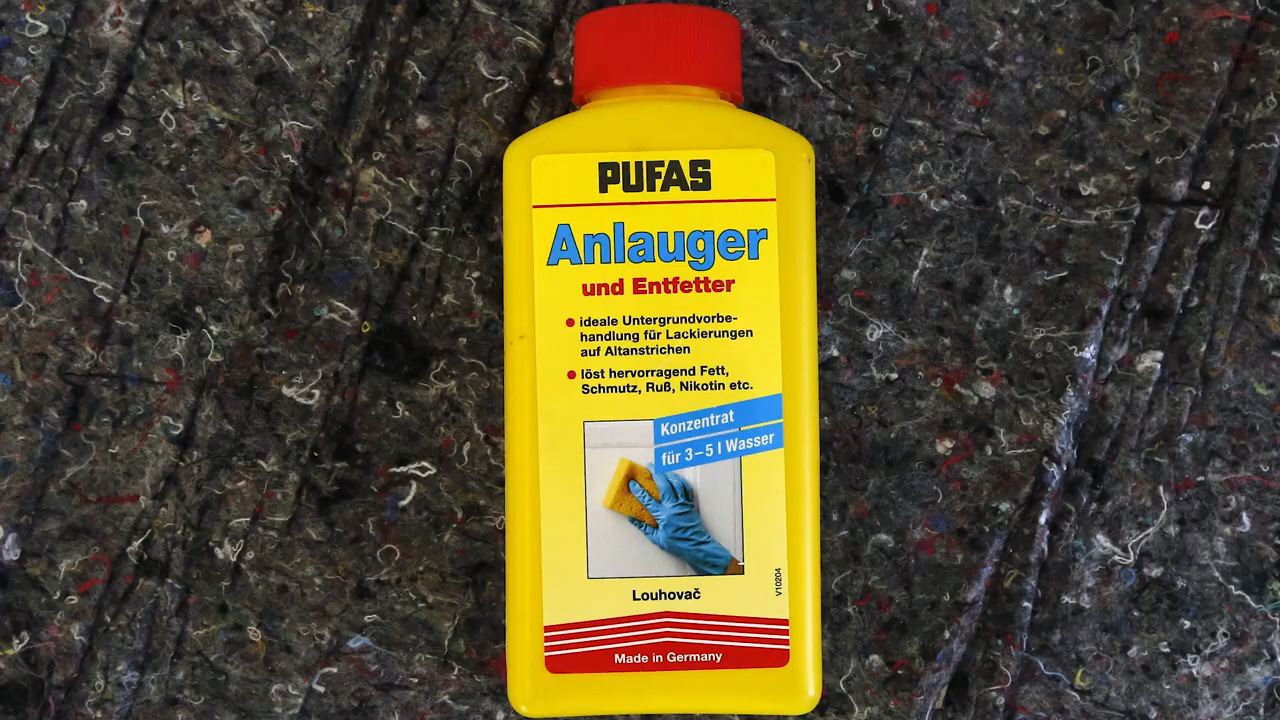 PUFAS
Anlauger
und Entfetter
ideale Untergrundvorbe-
handlung für Lackierungen
auf Altanstrichen
löst hervorragend Fett,
Schmutz, Ruß, Nikotin etc.
Konzentrat
für 3–5 l Wasser
V10204
Louhovač
Made in Germany